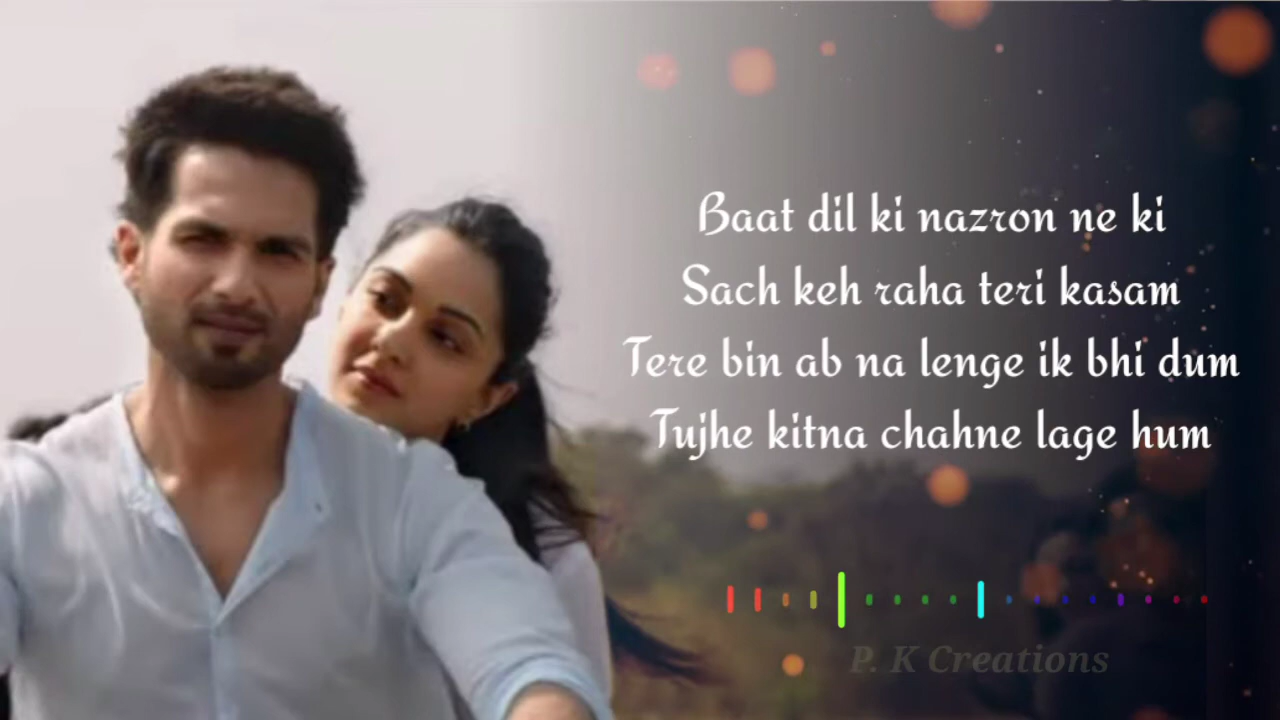 Baat dil ki nazron ne ki
Sach keh raha teri kasam
Tere bin ab na lenge ik bhi dum
Tujhe kitna chahne lage hum
P. K Creations